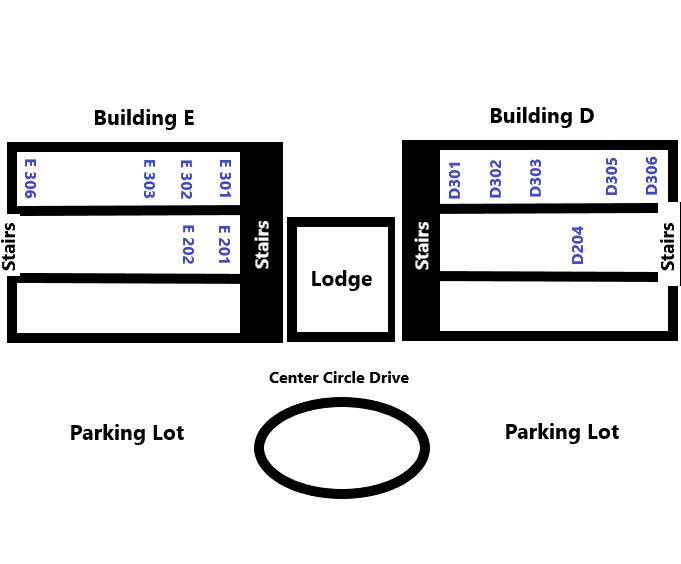 Building E
Building D
E 306
E 303
E 302
E 301
D301
D302
D303
D305
D306
Stairs
E 202
E 201
Stairs
Lodge
Stairs
D204
Stairs
Center Circle Drive
Parking Lot
Parking Lot